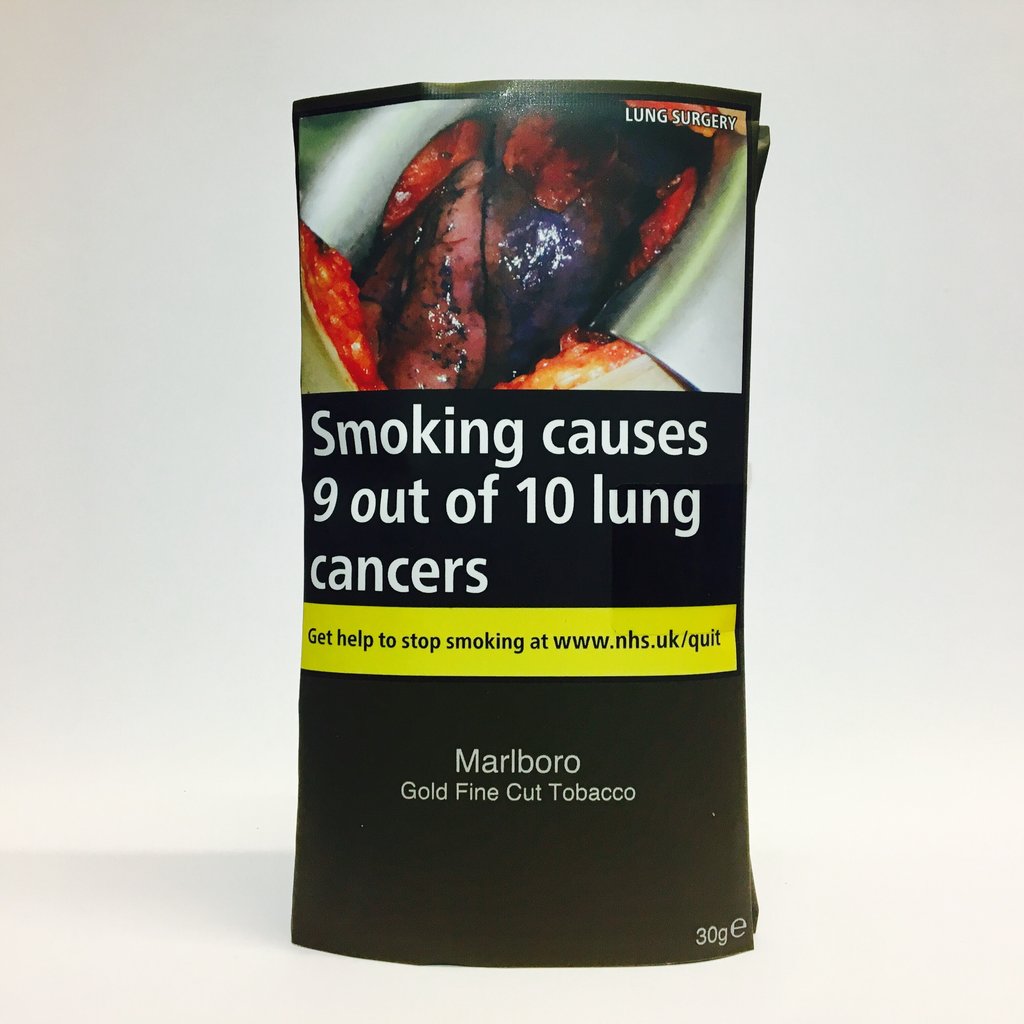 LUNG SURGERY
Smoking causes
9 out of 10 lung
cancers
Get help to stop smoking at www.nhs.uk/quit
Marlboro
Gold Fine Cut Tobacco
30g℮